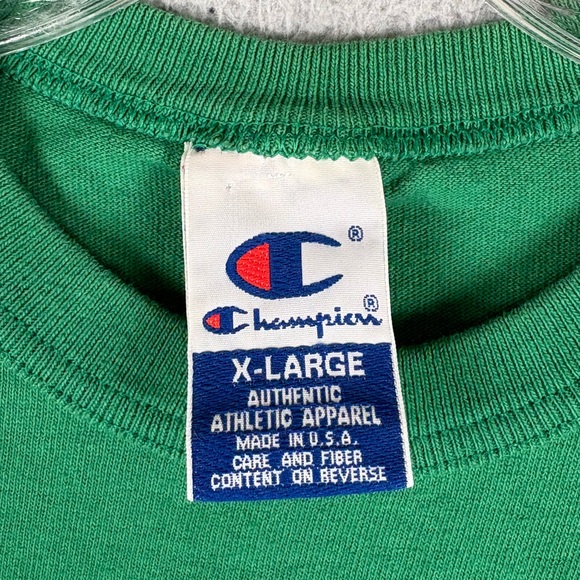 C®
Champion®
X-LARGE
AUTHENTIC
ATHLETIC APPAREL
MADE IN U.S.A.
CARE AND FIBER
CONTENT ON REVERSE